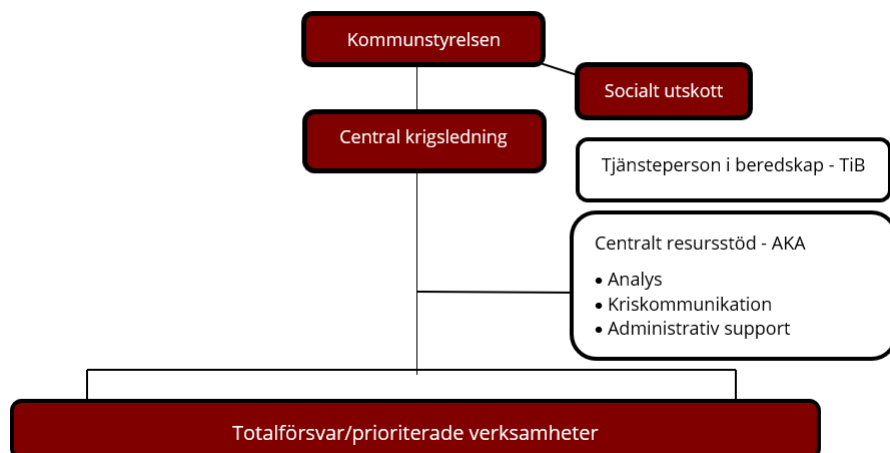 Kommunstyrelsen
Socialt utskott
Central krigsledning
Tjänsteperson i beredskap - TiB
Centralt resursstöd - AKA
• Analys
• Kriskommunikation
• Administrativ support
Totalförsvar/prioriterade verksamheter